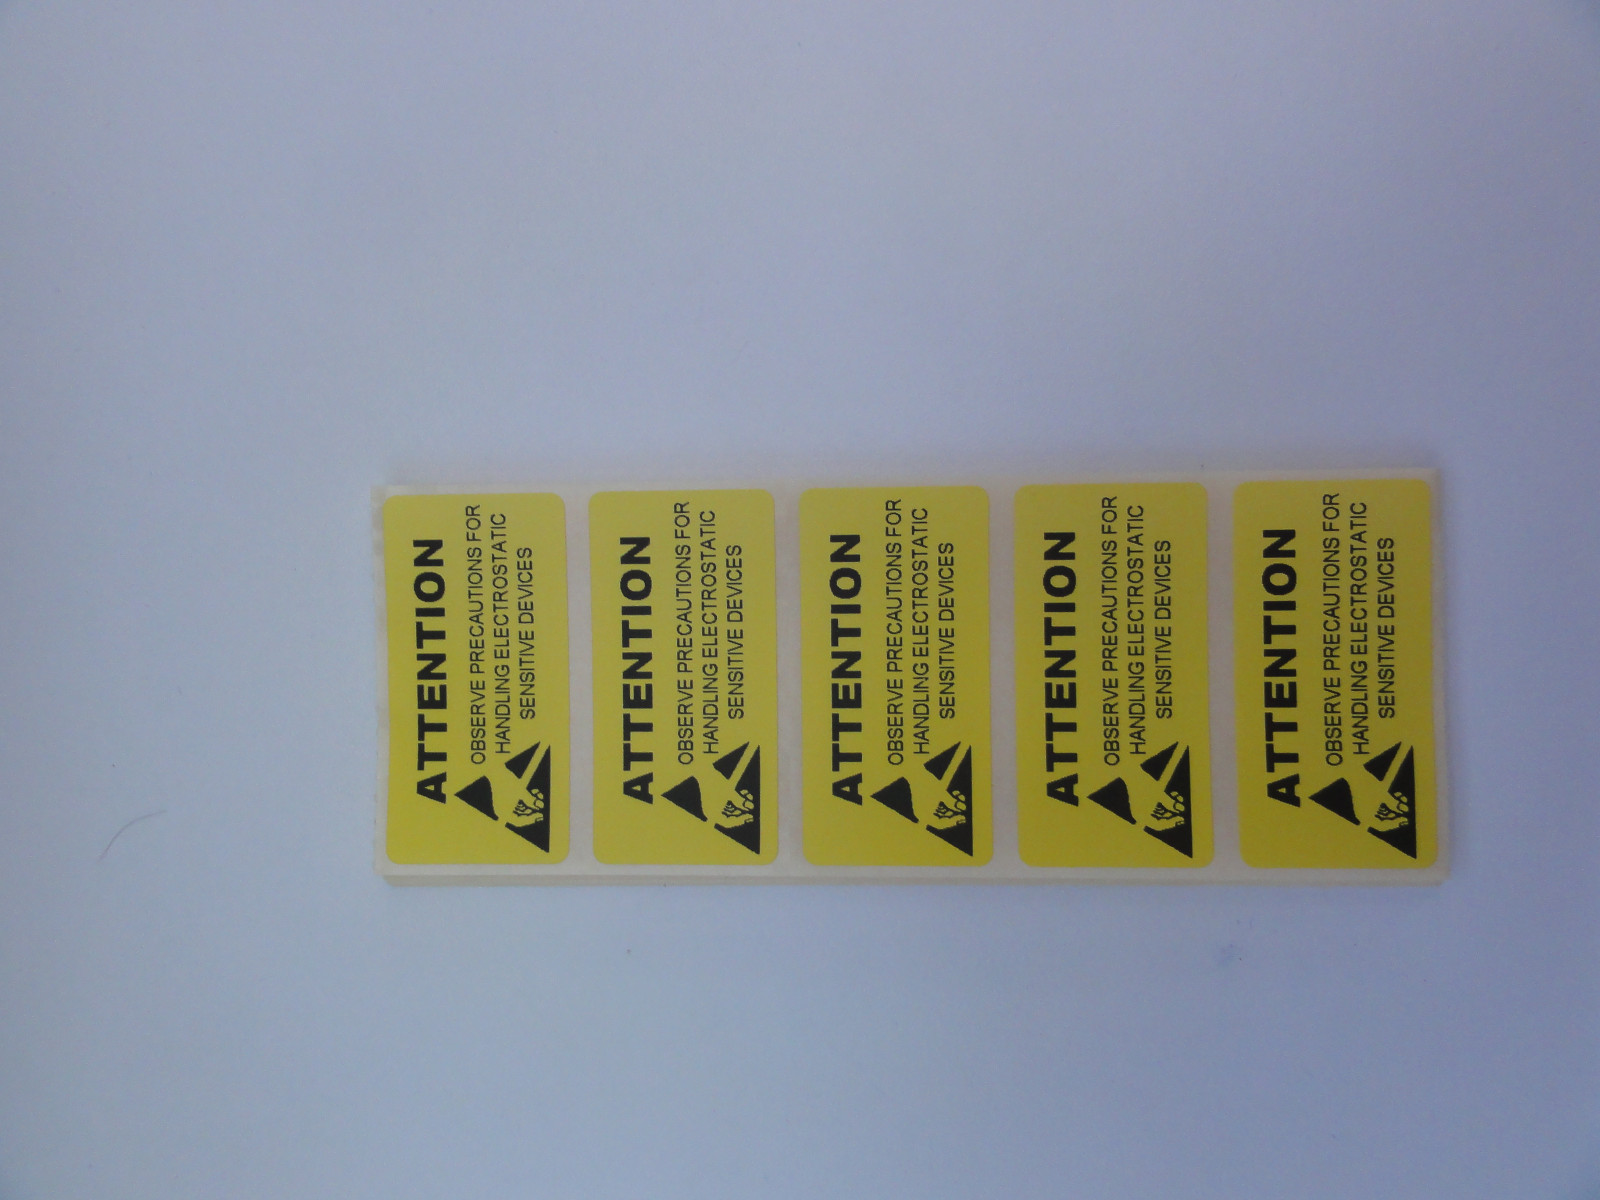 ATTENTION
OBSERVE PRECAUTIONS FOR
HANDLING ELECTROSTATIC
SENSITIVE DEVICES
ATTENTION
OBSERVE PRECAUTIONS FOR
HANDLING ELECTROSTATIC
SENSITIVE DEVICES
ATTENTION
OBSERVE PRECAUTIONS FOR
HANDLING ELECTROSTATIC
SENSITIVE DEVICES
ATTENTION
OBSERVE PRECAUTIONS FOR
HANDLING ELECTROSTATIC
SENSITIVE DEVICES
ATTENTION
OBSERVE PRECAUTIONS FOR
HANDLING ELECTROSTATIC
SENSITIVE DEVICES